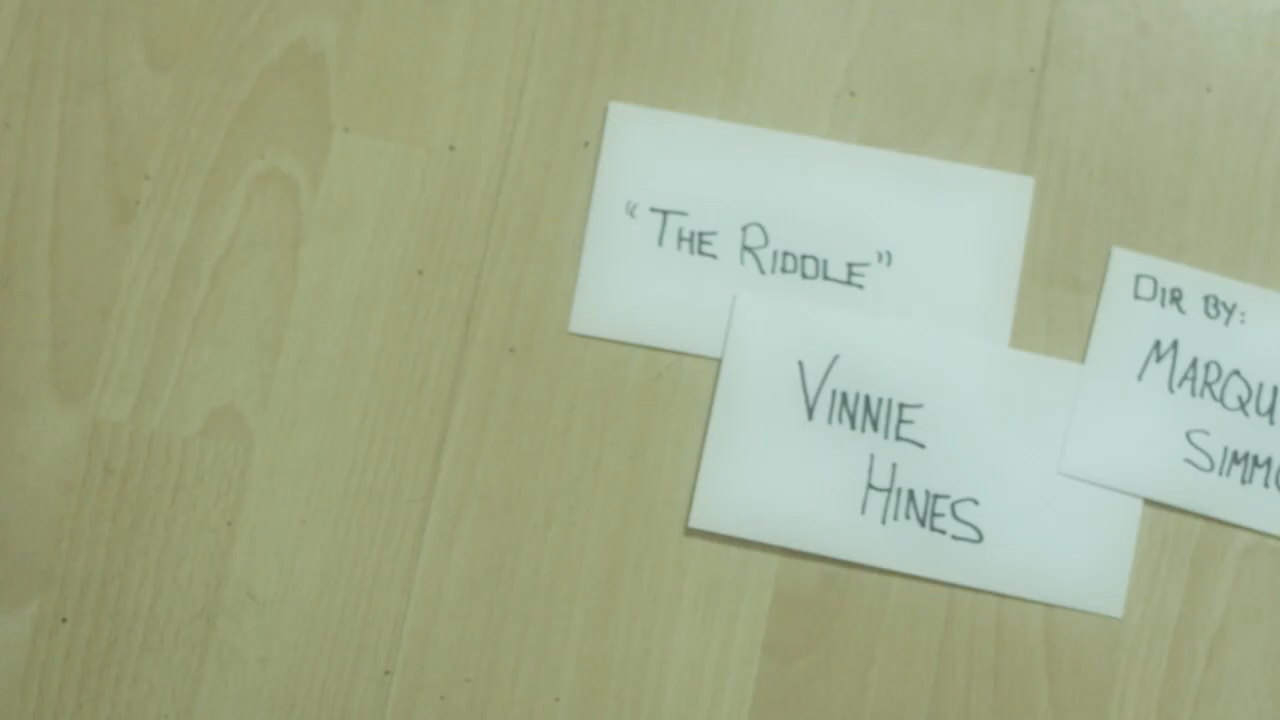 “THE RIDDLE”
VINNIE
HINES
DIR BY: